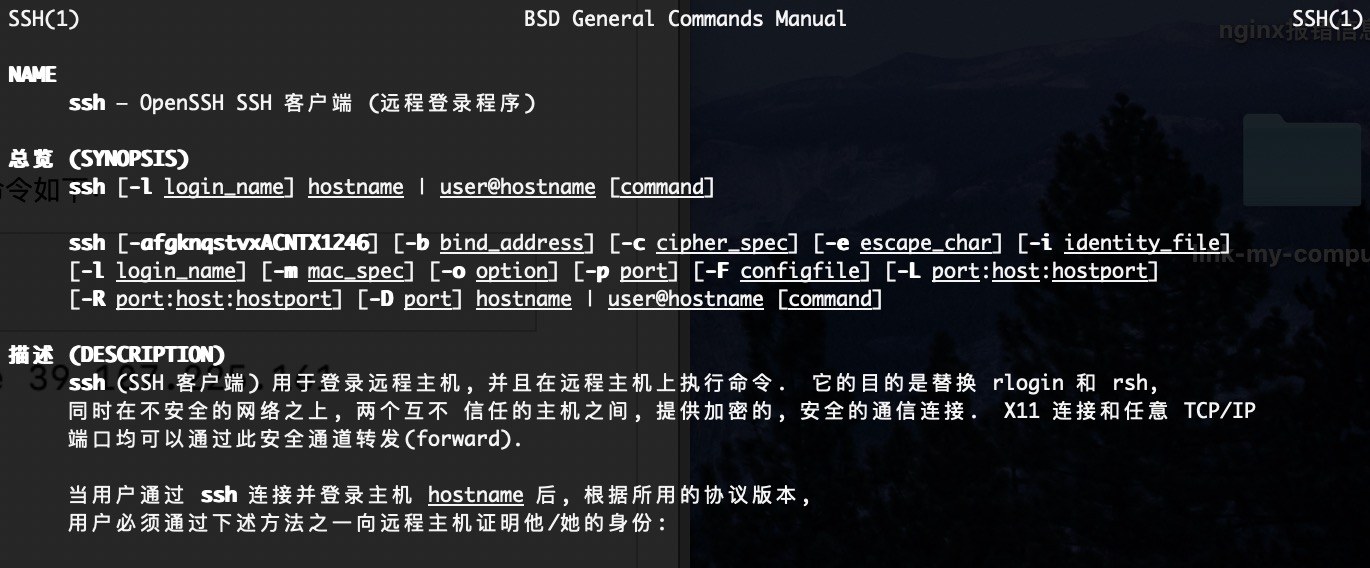 SSH(1) BSD General Commands Manual SSH(1)
nginx报错信息
NAME
ssh – OpenSSH SSH 客户端 (远程登录程序)
总览 (SYNOPSIS)
ssh [-l login_name] hostname | user@hostname [command]
命令如下
ssh [-afgknqstvxACNTX1246] [-b bind_address] [-c cipher_spec] [-e escape_char] [-i identity_file]
link-my-compu
[-l login_name] [-m mac_spec] [-o option] [-p port] [-F configfile] [-L port:host:hostport]
[-R port:host:hostport] [-D port] hostname | user@hostname [command]
描述 (DESCRIPTION)
ssh (SSH 客户端) 用于登录远程主机, 并且在远程主机上执行命令. 它的目的是替换 rlogin 和 rsh,
同时在不安全的网络之上, 两个互不 信任的主机之间, 提供加密的, 安全的通信连接. X11 连接和任意 TCP/IP
端口均可以通过此安全通道转发(forward).
当用户通过 ssh 连接并登录主机 hostname 后, 根据所用的协议版本,
用户必须通过下述方法之一向远程主机证明他/她的身份: